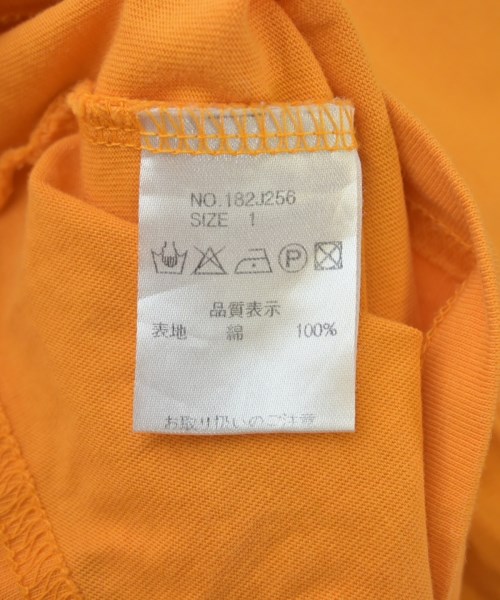 NO.182J256
SIZE 1
P
品質表示
表地 綿 100%
お取り扱いのご注意